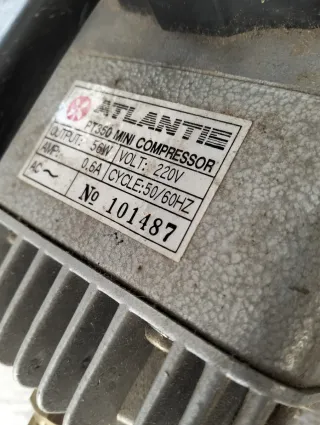 ATLANTIE
PT350 MINI COMPRESSOR
OUTPUT: 56W VOLT: 220V
AMP: 0.6A CYCLE:50/60HZ
AC ~
No 101487